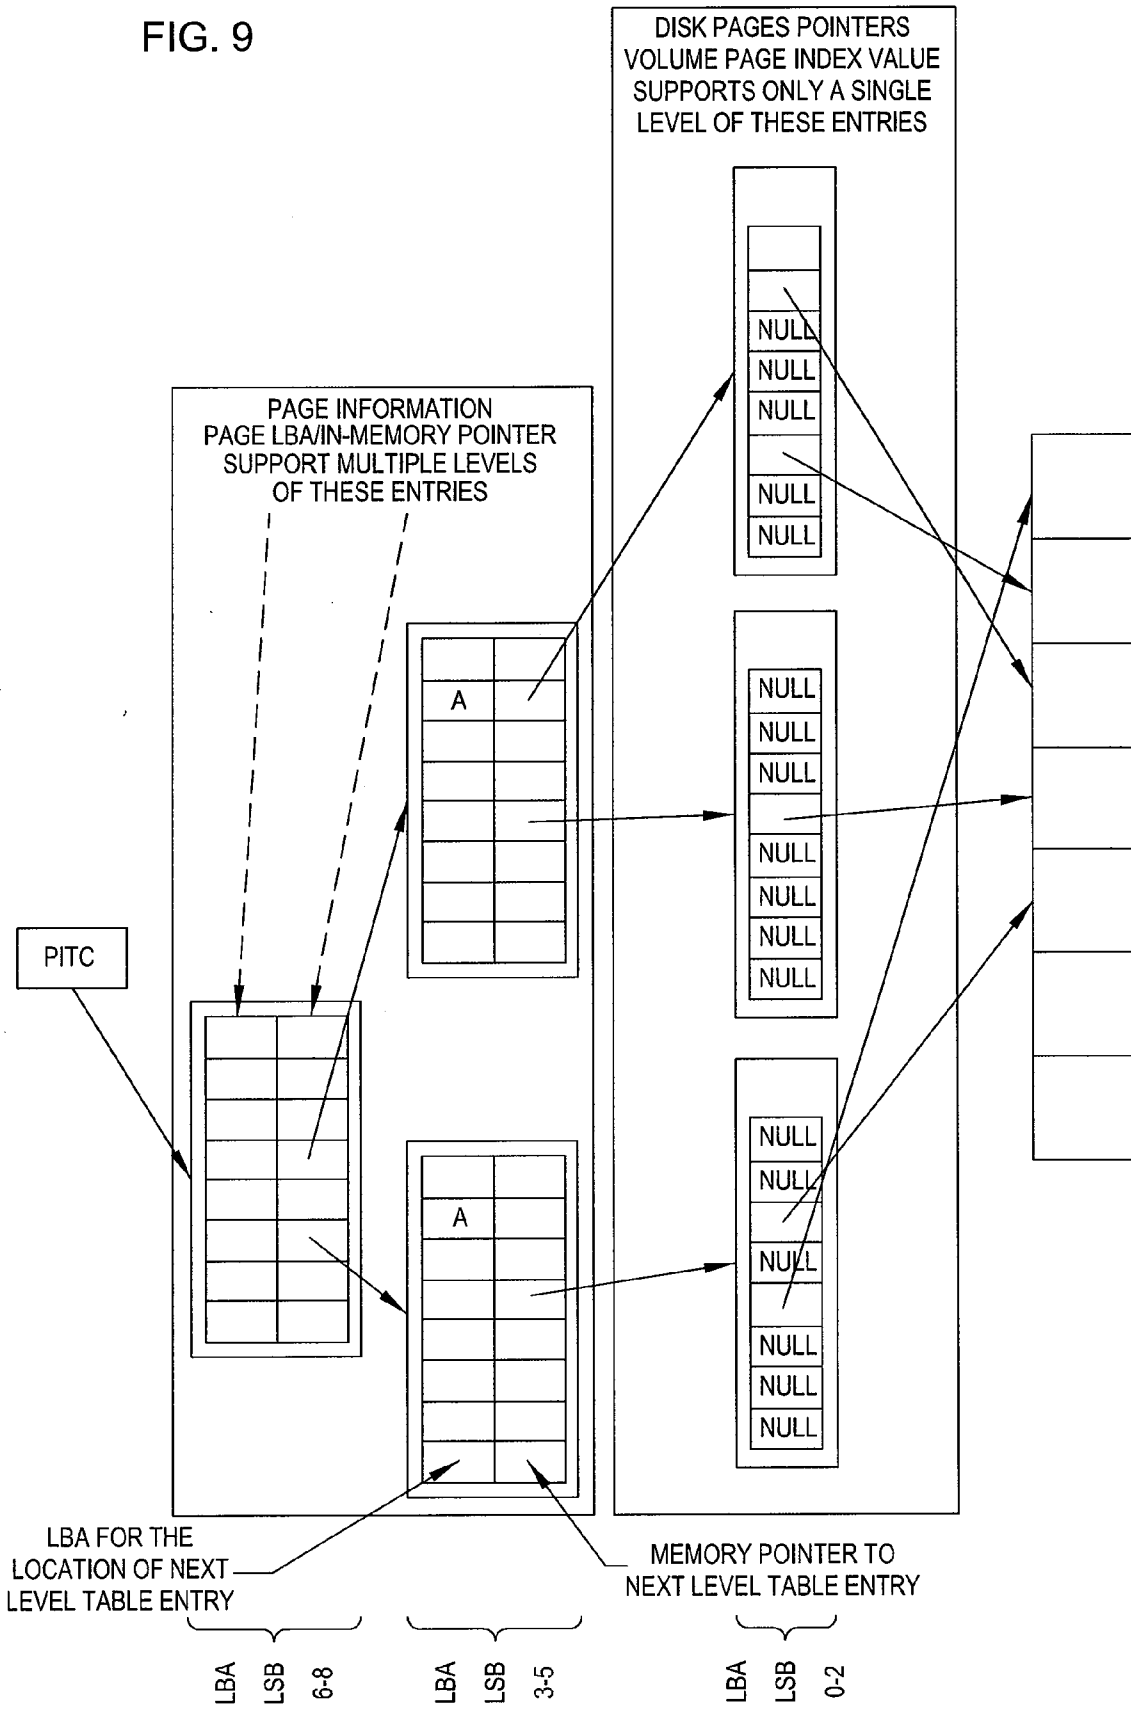 FIG. 9
DISK PAGES POINTERS
VOLUME PAGE INDEX VALUE
SUPPORTS ONLY A SINGLE
LEVEL OF THESE ENTRIES
NULL
NULL
NULL
NULL
NULL
PAGE INFORMATION
PAGE LBA/IN-MEMORY POINTER
SUPPORT MULTIPLE LEVELS
OF THESE ENTRIES
A
NULL
NULL
NULL
NULL
NULL
NULL
NULL
PITC
A
NULL
NULL
NULL
NULL
NULL
NULL
LBA FOR THE
LOCATION OF NEXT
LEVEL TABLE ENTRY
MEMORY POINTER TO
NEXT LEVEL TABLE ENTRY
LBA
LSB
6-8
LBA
LSB
3-5
LBA
LSB
0-2